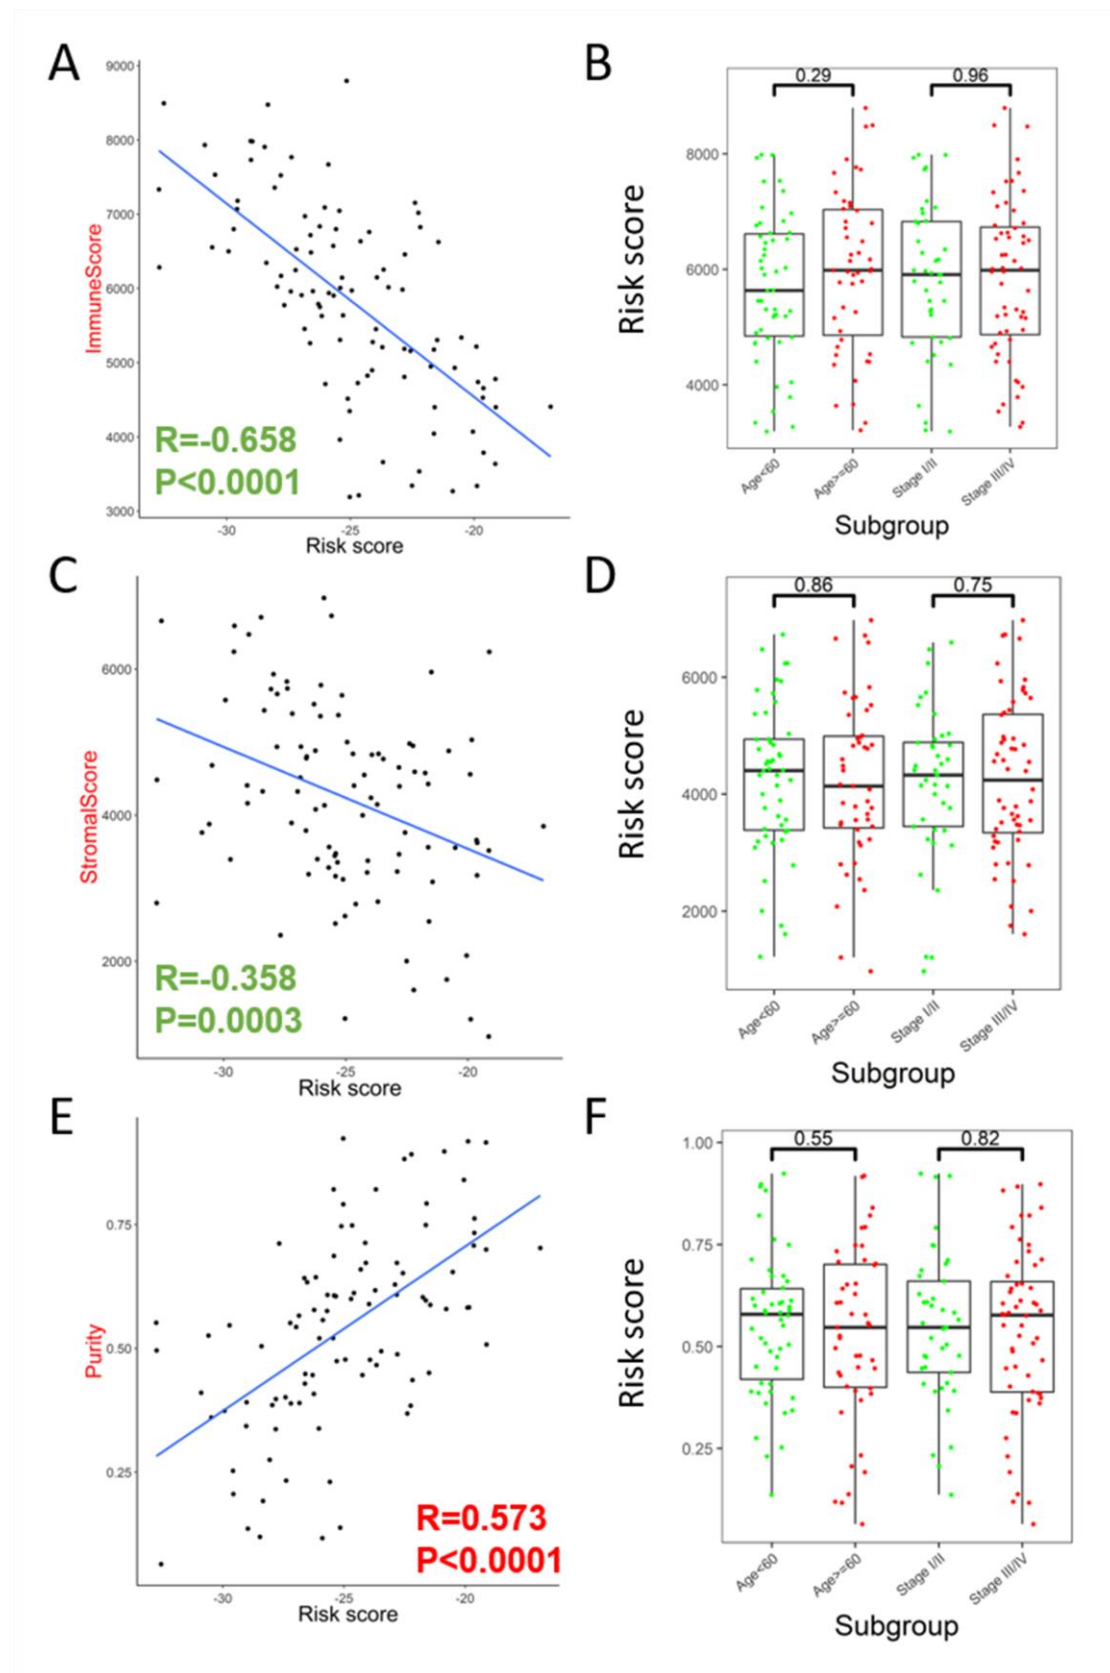 A
9000
8000
7000
6000
5000
4000
3000
ImmuneScore
R=-0.658
P<0.0001
-30
-25
-20
Risk score
B
0.29
0.96
8000
6000
4000
Risk score
Age<60
Age>=60
Stage I/II
Stage III/IV
Subgroup
C
6000
4000
2000
StromalScore
R=-0.358
P=0.0003
-30
-25
-20
Risk score
D
0.86
0.75
6000
4000
2000
Risk score
Age<60
Age>=60
Stage I/II
Stage III/IV
Subgroup
E
0.75
0.50
0.25
Purity
R=0.573
P<0.0001
-30
-25
-20
Risk score
F
0.55
0.82
1.00
0.75
0.50
0.25
Risk score
Age<60
Age>=60
Stage I/II
Stage III/IV
Subgroup